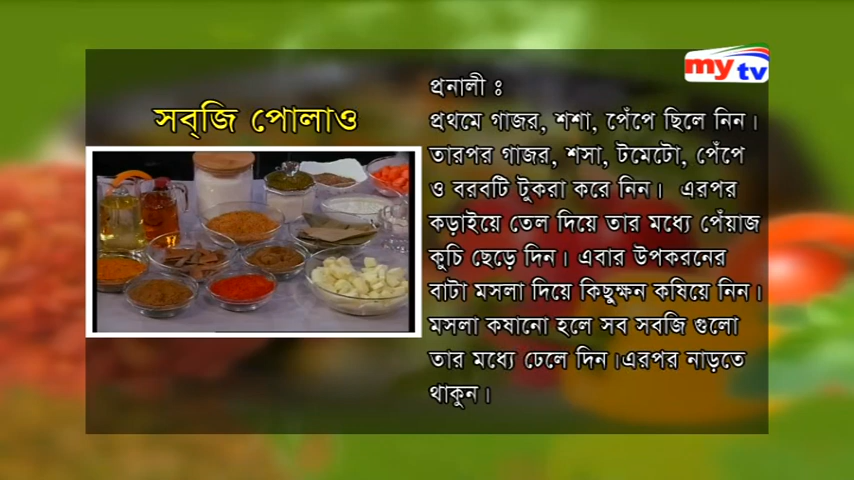 my tv
সব্‌জি পোলাও
প্রনালী ঃ
প্রথমে গাজর, শশা, পেঁপে ছিলে নিন।
তারপর গাজর, শসা, টমেটো, পেঁপে
ও বরবটি টুকরা করে নিন। এরপর
কড়াইয়ে তেল দিয়ে তার মধ্যে পেঁয়াজ
কুচি ছেড়ে দিন। এবার উপকরনের
বাটা মসলা দিয়ে কিছুক্ষন কষিয়ে নিন।
মসলা কষানো হলে সব সবজি গুলো
তার মধ্যে ঢেলে দিন।এরপর নাড়তে
থাকুন।